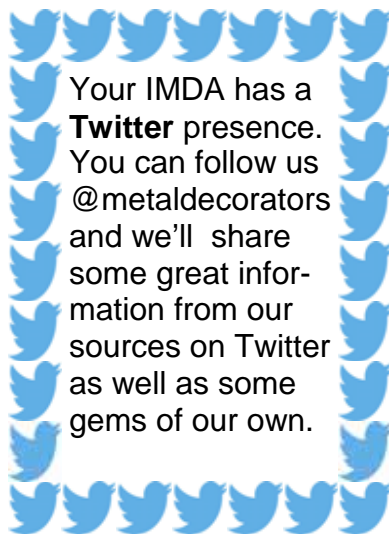 Your IMDA has a
Twitter presence.
You can follow us
@metaldecorators
and we'll  share
some great infor-
mation from our
sources on Twitter
as well as some
gems of our own.